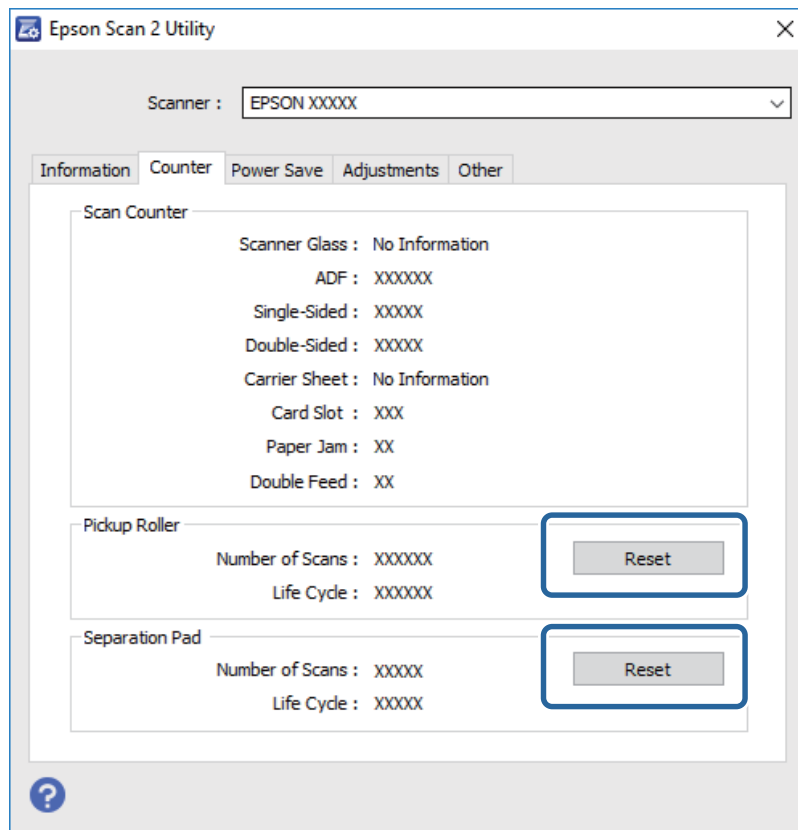 Epson Scan 2 Utility
Scanner : EPSON XXXXX
Information Counter Power Save Adjustments Other
Scan Counter
Scanner Glass : No Information
ADF : XXXXXX
Single-Sided : XXXXX
Double-Sided : XXXXX
Carrier Sheet : No Information
Card Slot : XXX
Paper Jam : XX
Double Feed : XX
Pickup Roller
Number of Scans : XXXXXX Reset
Life Cycle : XXXXXX
Separation Pad
Number of Scans : XXXXX Reset
Life Cycle : XXXXX
?